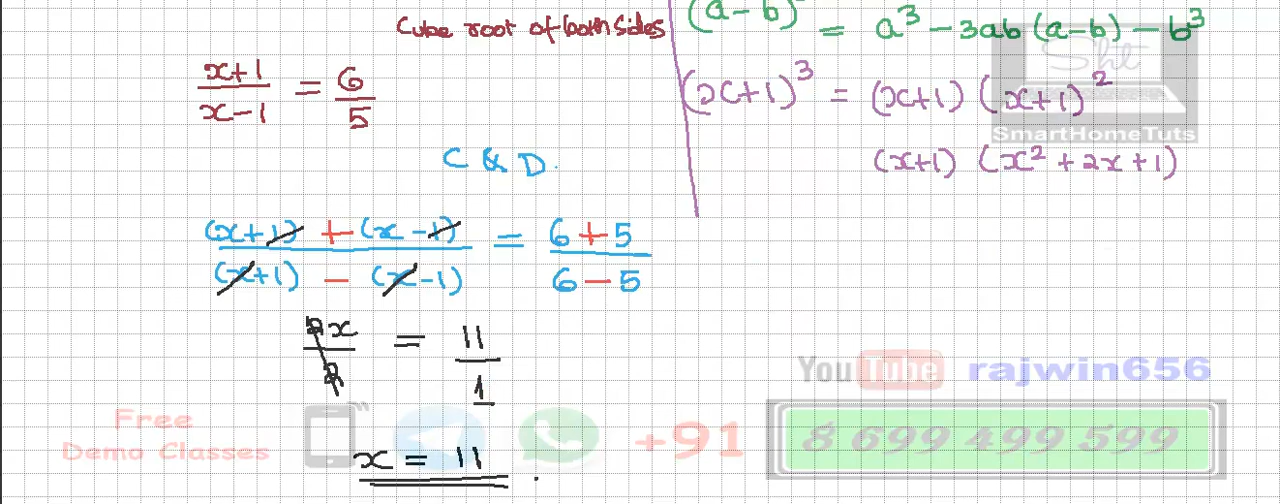 Cube root of both sides
x+1 / x-1 = 6/5
C & D.
(x+1) + (x-1) / (x+1) - (x-1) = 6+5 / 6-5
2x/2 = 11/1
x = 11.
(a-b) = a³ - 3ab (a-b) - b³
(x+1)³ = (x+1) (x+1)²
(x+1) (x² + 2x + 1)
Sht
SmartHomeTuts
YouTube rajwin656
Free
Demo Classes
+91 8 699 499 599